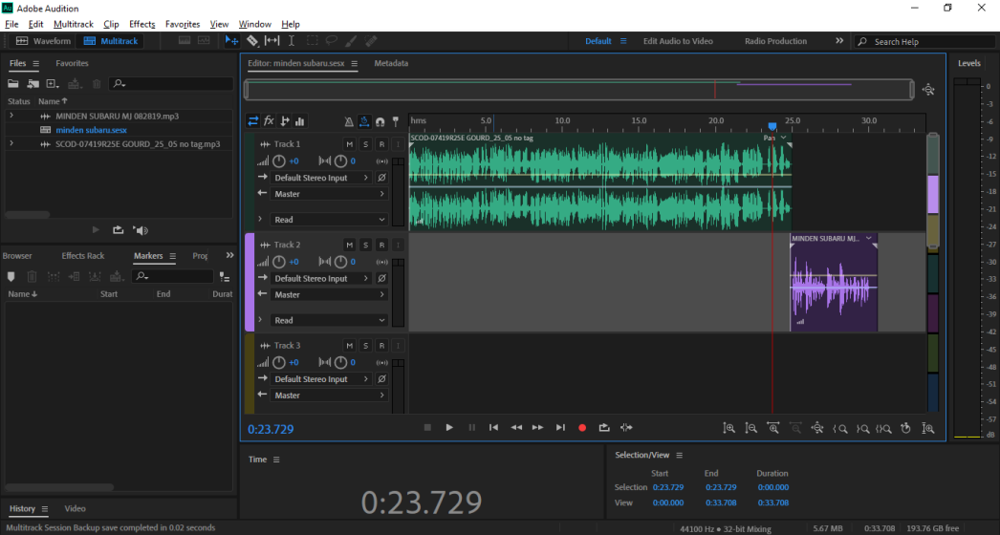 Au Adobe Audition
File Edit Multitrack Clip Effects Favorites View Window Help
Waveform Multitrack Default Edit Audio to Video Radio Production Search Help
Files Favorites
Status Name
MINDEN SUBARU MJ 082819.mp3
minden subaru.sesx
SCOD-07419R25E GOURD_25_05 no tag.mp3
Browser Effects Rack Markers Prop
Name Start End Durat
History Video
Editor: minden subaru.sesx Metadata
hms 5.0 10.0 15.0 20.0 25.0 30.0
Track 1 M S R I
SCOD-07419R25E GOURD_25_05 no tag Pan
+0 0
Default Stereo Input
Master
Read
Track 2 M S R I
MINDEN SUBARU MJ...
+0 0
Default Stereo Input
Master
Read
Track 3 M S R I
+0 0
Default Stereo Input
Master
0:23.729
Time
0:23.729
Selection/View
Start End Duration
Selection 0:23.729 0:23.729 0:00.000
View 0:00.000 0:33.708 0:33.708
Levels
0
-3
-6
-9
-12
-15
-18
-21
-24
-27
-30
-33
-36
-39
-42
-45
-48
-51
-54
-57
dB
Multitrack Session Backup save completed in 0.02 seconds 44100 Hz ● 32-bit Mixing 5.67 MB 0:33.708 193.76 GB free